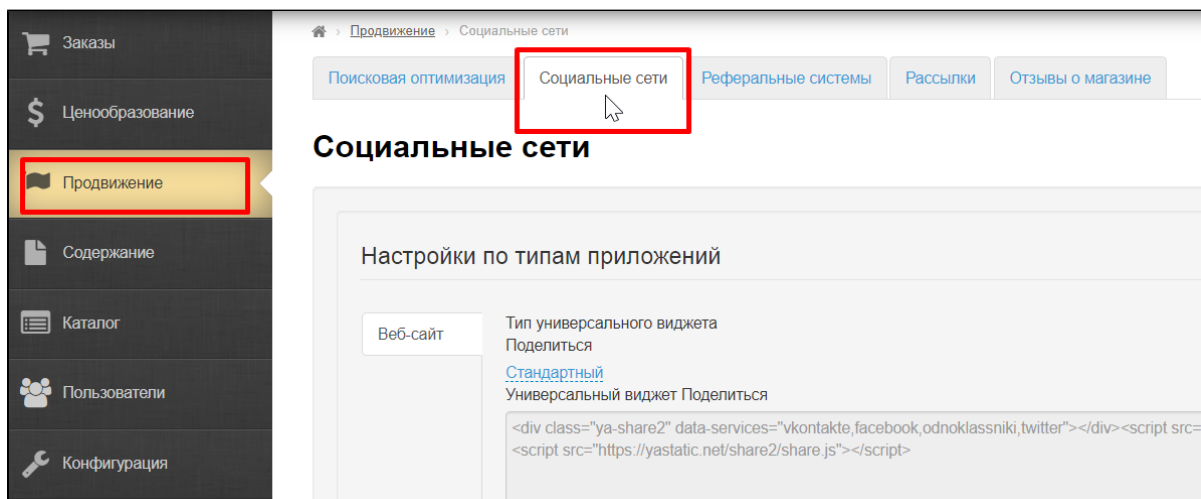 Заказы
Ценообразование
Продвижение
Содержание
Каталог
Пользователи
Конфигурация
Продвижение › Социальные сети
Поисковая оптимизация Социальные сети Реферальные системы Рассылки Отзывы о магазине
Социальные сети
Настройки по типам приложений
Веб-сайт
Тип универсального виджета
Поделиться
Стандартный
Универсальный виджет Поделиться
<div class="ya-share2" data-services="vkontakte,facebook,odnoklassniki,twitter"></div><script src=
<script src="https://yastatic.net/share2/share.js"></script>